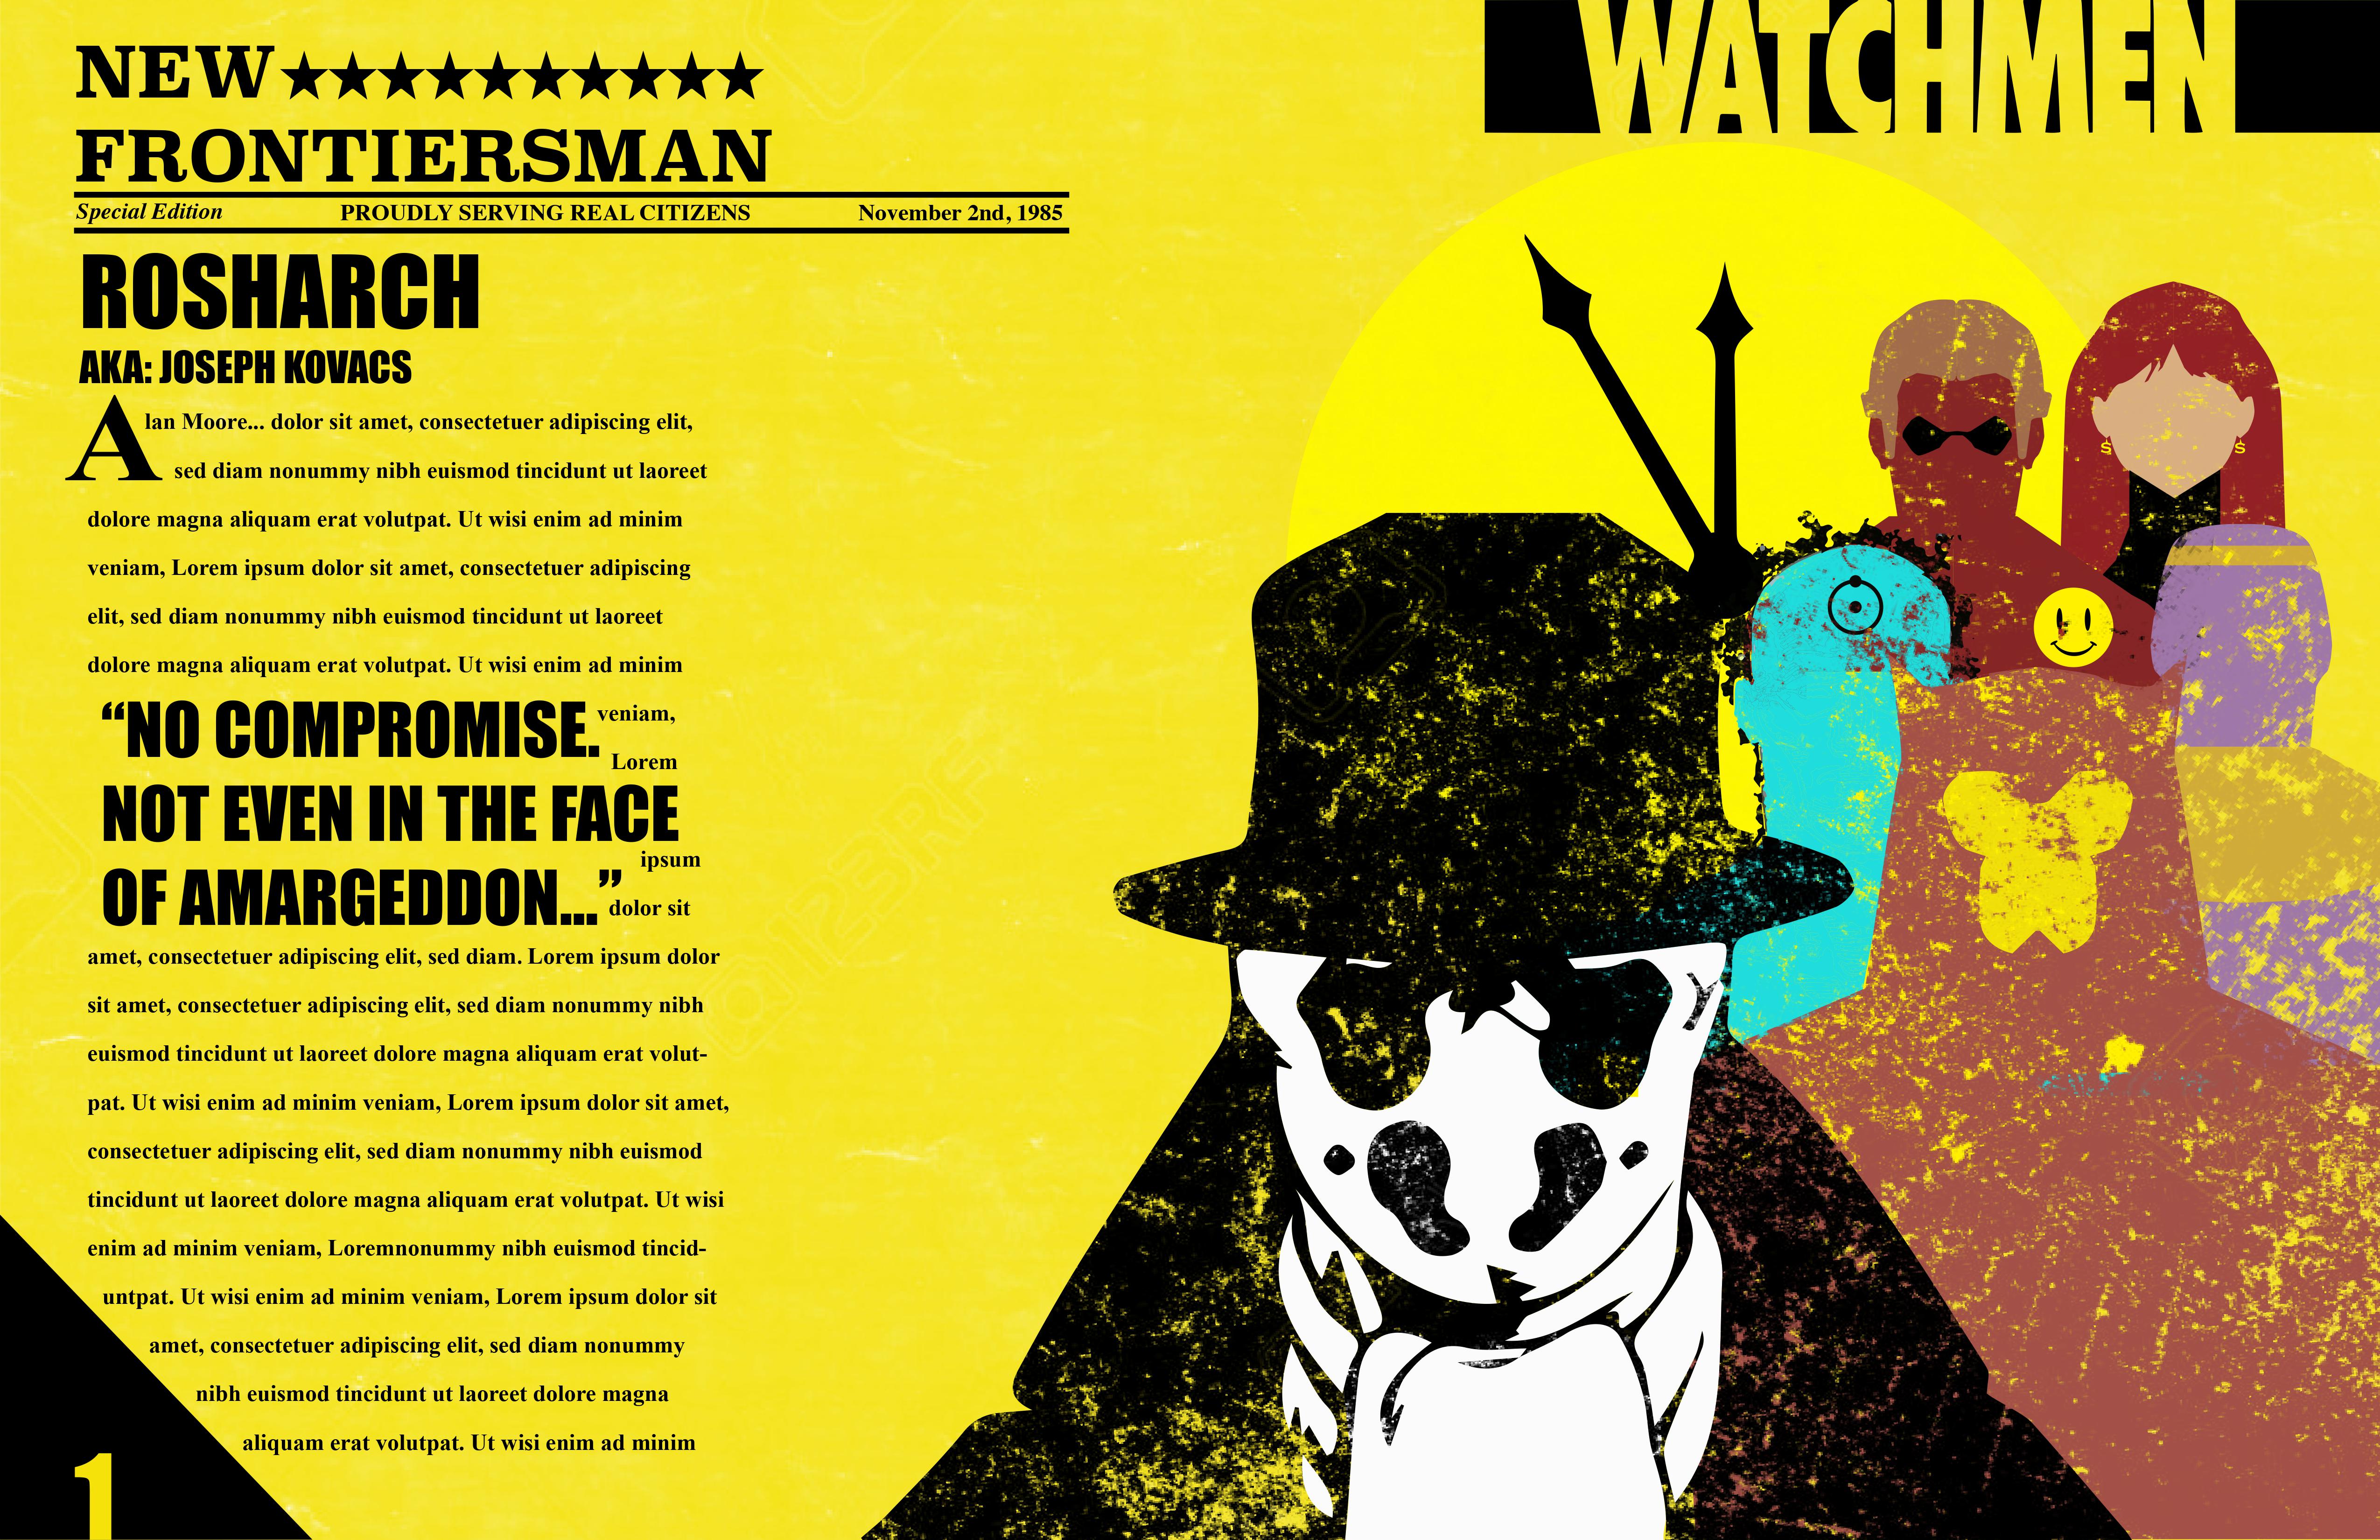 NEW ★★★★★★★★★★
FRONTIERSMAN
Special Edition PROUDLY SERVING REAL CITIZENS November 2nd, 1985
ROSHARCH
AKA: JOSEPH KOVACS
Alan Moore... dolor sit amet, consectetuer adipiscing elit,
sed diam nonummy nibh euismod tincidunt ut laoreet
dolore magna aliquam erat volutpat. Ut wisi enim ad minim
veniam, Lorem ipsum dolor sit amet, consectetuer adipiscing
elit, sed diam nonummy nibh euismod tincidunt ut laoreet
dolore magna aliquam erat volutpat. Ut wisi enim ad minim
“NO COMPROMISE.
NOT EVEN IN THE FACE
OF AMARGEDDON...”
veniam,
Lorem
ipsum
dolor sit
amet, consectetuer adipiscing elit, sed diam. Lorem ipsum dolor
sit amet, consectetuer adipiscing elit, sed diam nonummy nibh
euismod tincidunt ut laoreet dolore magna aliquam erat volut-
pat. Ut wisi enim ad minim veniam, Lorem ipsum dolor sit amet,
consectetuer adipiscing elit, sed diam nonummy nibh euismod
tincidunt ut laoreet dolore magna aliquam erat volutpat. Ut wisi
enim ad minim veniam, Loremnonummy nibh euismod tincid-
untpat. Ut wisi enim ad minim veniam, Lorem ipsum dolor sit
amet, consectetuer adipiscing elit, sed diam nonummy
nibh euismod tincidunt ut laoreet dolore magna
aliquam erat volutpat. Ut wisi enim ad minim
1
WATCHMEN
S S
123RF